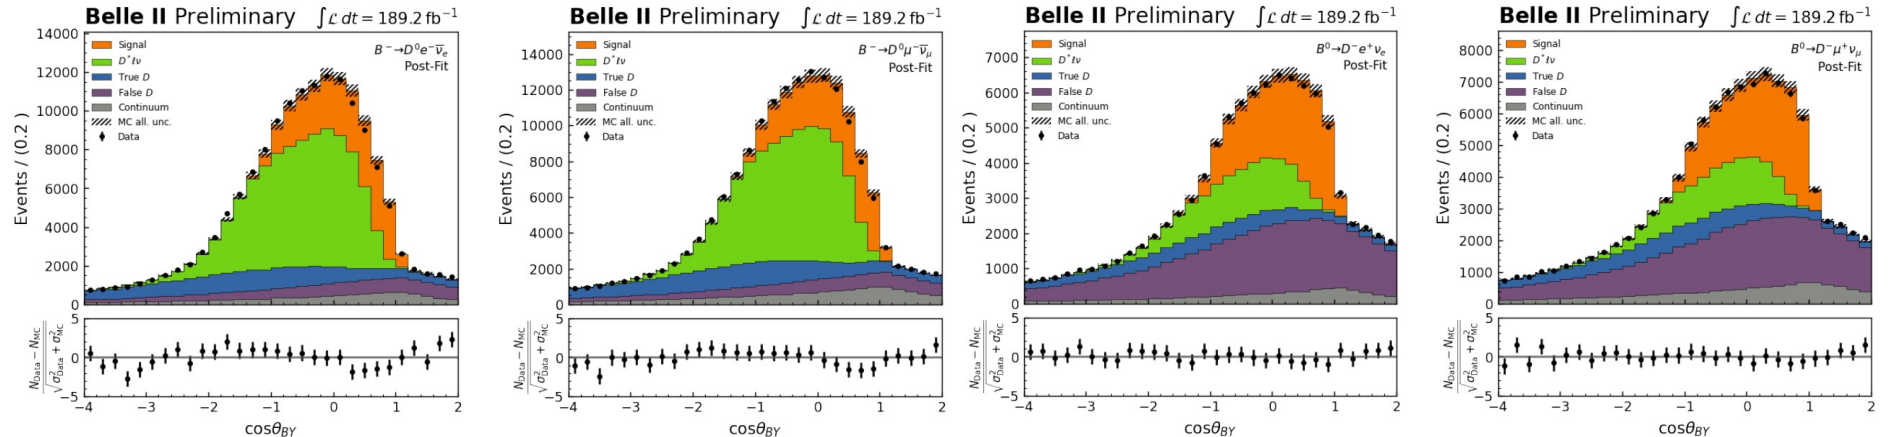 Belle II Preliminary ∫ℒ dt = 189.2 fb⁻¹
B⁻→D⁰e⁻ν̅ₑ
Post-Fit
Signal
D*ℓν
True D
False D
Continuum
MC all. unc.
Data
Events / (0.2 )
14000
12000
10000
8000
6000
4000
2000
0
N_Data − N_MC
√σ²_Data + σ²_MC
5
0
−5
−4 −3 −2 −1 0 1 2
cosθ_BY
Belle II Preliminary ∫ℒ dt = 189.2 fb⁻¹
B⁻→D⁰μ⁻ν̅_μ
Post-Fit
Signal
D*ℓν
True D
False D
Continuum
MC all. unc.
Data
Events / (0.2 )
14000
12000
10000
8000
6000
4000
2000
0
N_Data − N_MC
√σ²_Data + σ²_MC
5
0
−5
−4 −3 −2 −1 0 1 2
cosθ_BY
Belle II Preliminary ∫ℒ dt = 189.2 fb⁻¹
B⁰→D⁻e⁺νₑ
Post-Fit
Signal
D*ℓν
True D
False D
Continuum
MC all. unc.
Data
Events / (0.2 )
7000
6000
5000
4000
3000
2000
1000
0
N_Data − N_MC
√σ²_Data + σ²_MC
5
0
−5
−4 −3 −2 −1 0 1 2
cosθ_BY
Belle II Preliminary ∫ℒ dt = 189.2 fb⁻¹
B⁰→D⁻μ⁺ν_μ
Post-Fit
Signal
D*ℓν
True D
False D
Continuum
MC all. unc.
Data
Events / (0.2 )
8000
7000
6000
5000
4000
3000
2000
1000
0
N_Data − N_MC
√σ²_Data + σ²_MC
5
0
−5
−4 −3 −2 −1 0 1 2
cosθ_BY